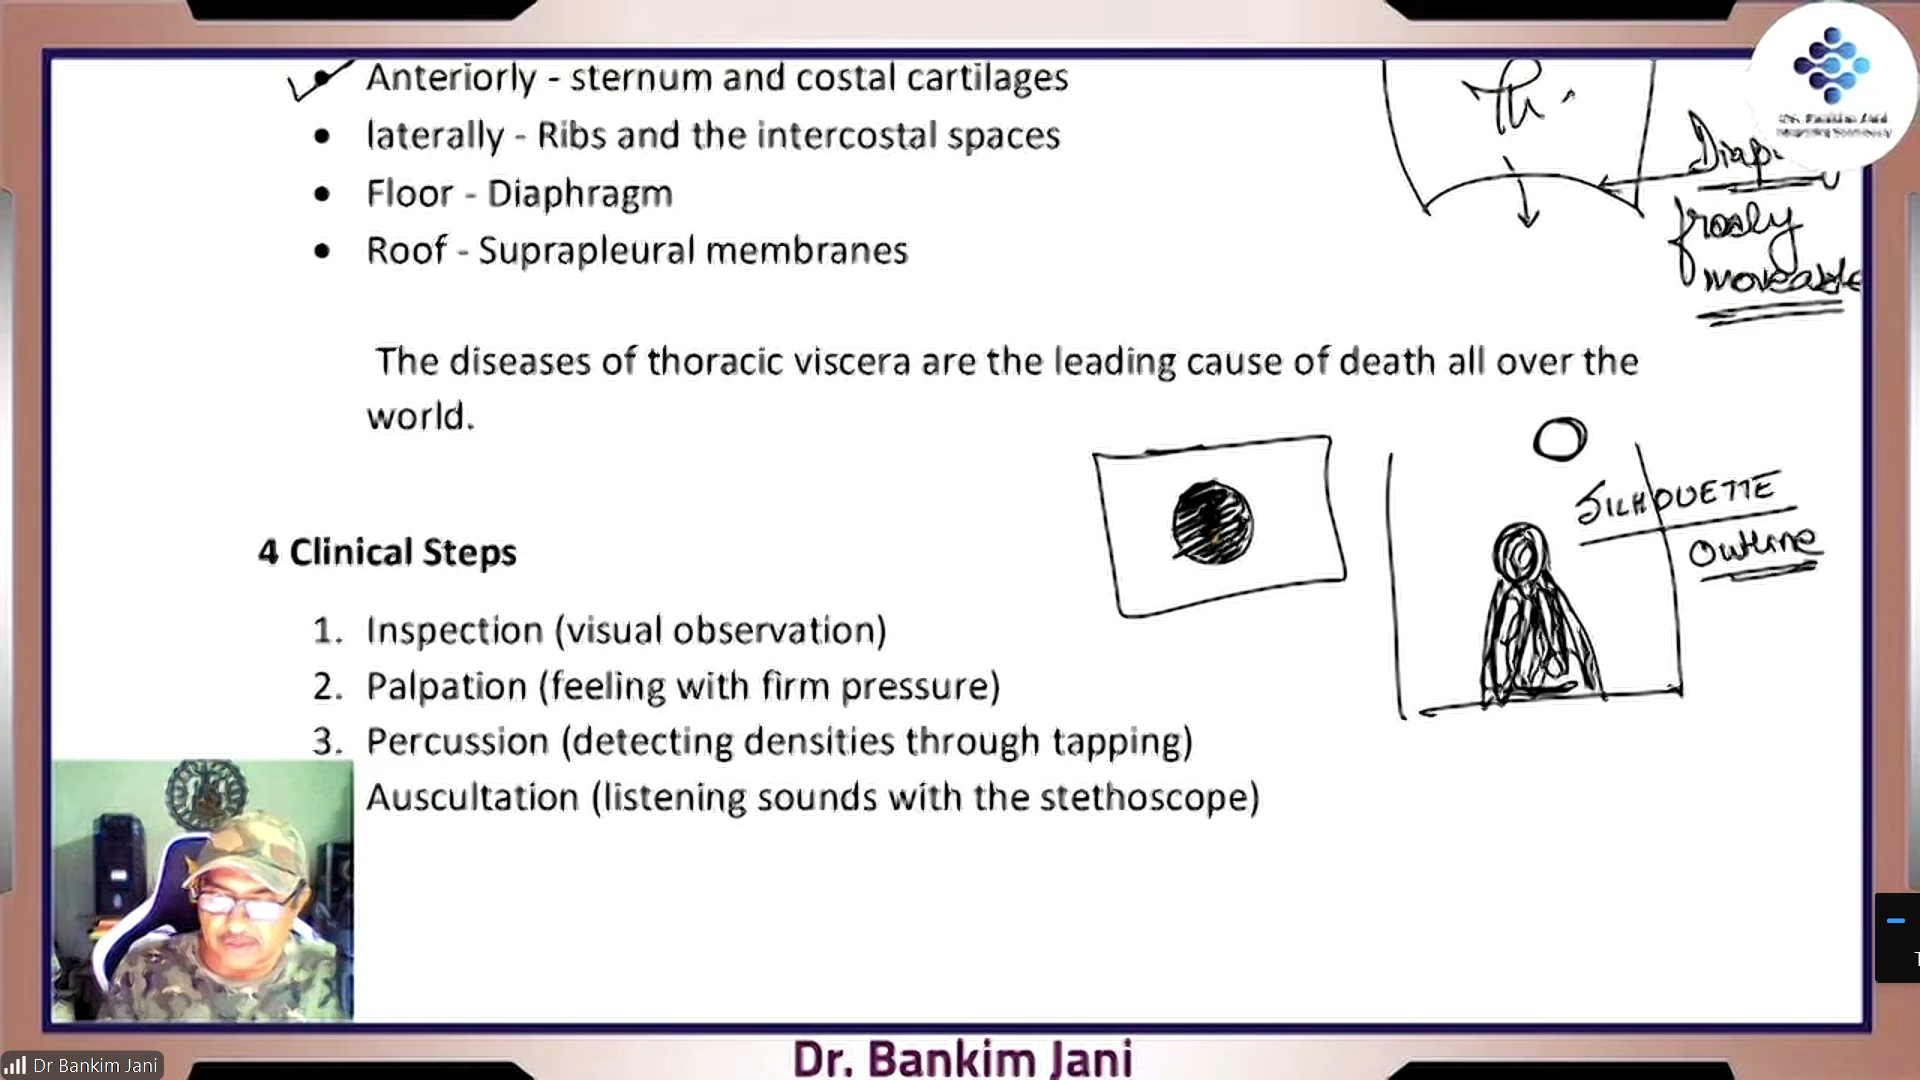 Anteriorly - sternum and costal cartilages
laterally - Ribs and the intercostal spaces
Floor - Diaphragm
Roof - Suprapleural membranes
Th.
freely
moveable
The diseases of thoracic viscera are the leading cause of death all over the
world.
SILHOUETTE
Outline
4 Clinical Steps
1. Inspection (visual observation)
2. Palpation (feeling with firm pressure)
3. Percussion (detecting densities through tapping)
Auscultation (listening sounds with the stethoscope)
Dr. Bankim Jani
Dr Bankim Jani